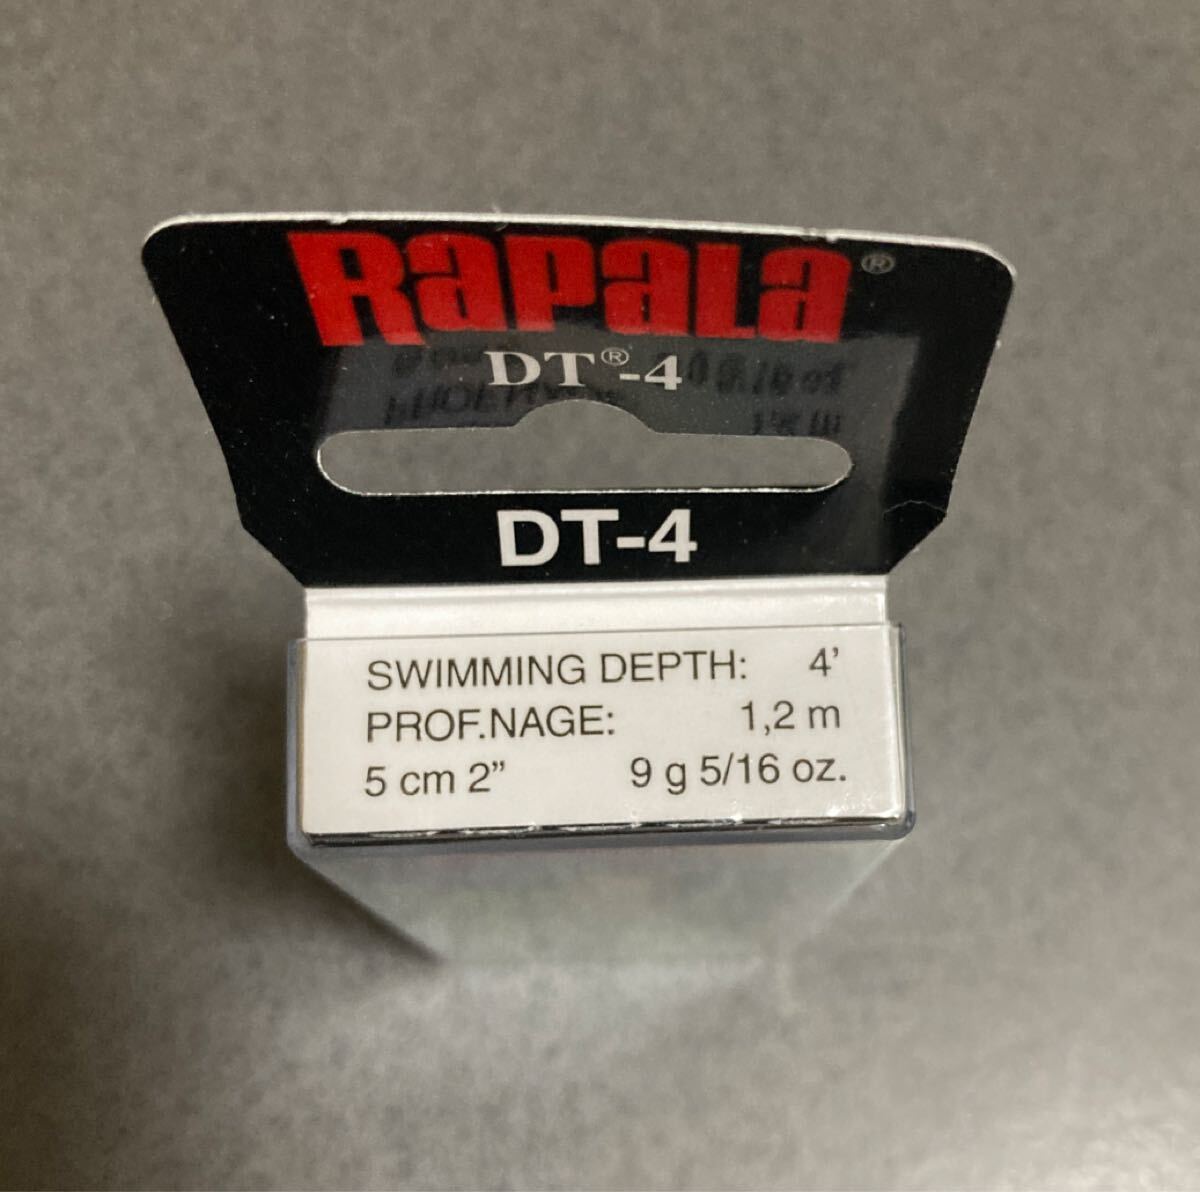 RAPALA®
DT®-4
DT-4
SWIMMING DEPTH: 4'
PROF.NAGE: 1,2 m
5 cm 2” 9 g 5/16 oz.